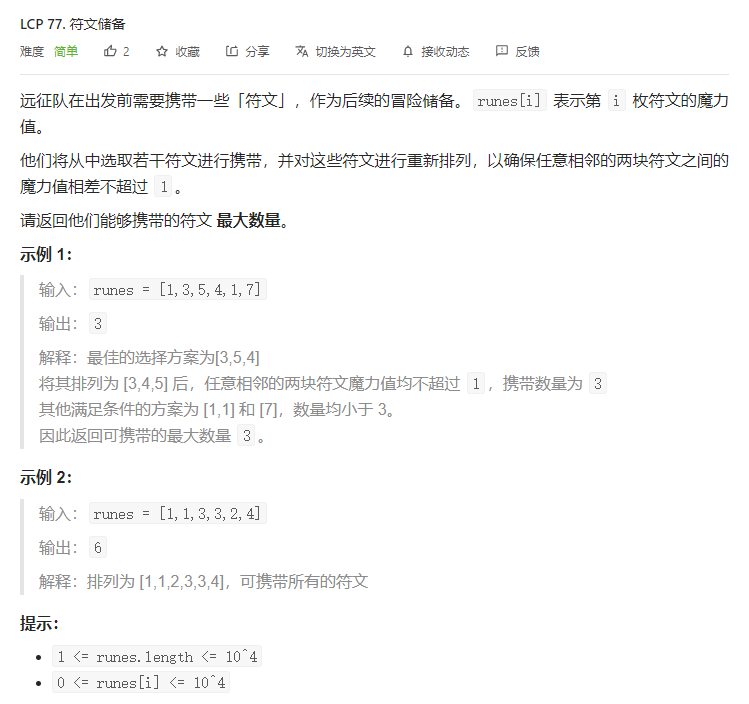 LCP 77. 符文储备
难度 简单 2 收藏 分享 切换为英文 接收动态 反馈
远征队在出发前需要携带一些「符文」，作为后续的冒险储备。runes[i] 表示第 i 枚符文的魔力
值。
他们将从中选取若干符文进行携带，并对这些符文进行重新排列，以确保任意相邻的两块符文之间的
魔力值相差不超过 1 。
请返回他们能够携带的符文 最大数量。
示例 1：
输入： runes = [1,3,5,4,1,7]
输出： 3
解释：最佳的选择方案为[3,5,4]
将其排列为 [3,4,5] 后，任意相邻的两块符文魔力值均不超过 1 ，携带数量为 3
其他满足条件的方案为 [1,1] 和 [7]，数量均小于 3。
因此返回可携带的最大数量 3 。
示例 2：
输入： runes = [1,1,3,3,2,4]
输出： 6
解释：排列为 [1,1,2,3,3,4]，可携带所有的符文
提示：
1 <= runes.length <= 10^4
0 <= runes[i] <= 10^4